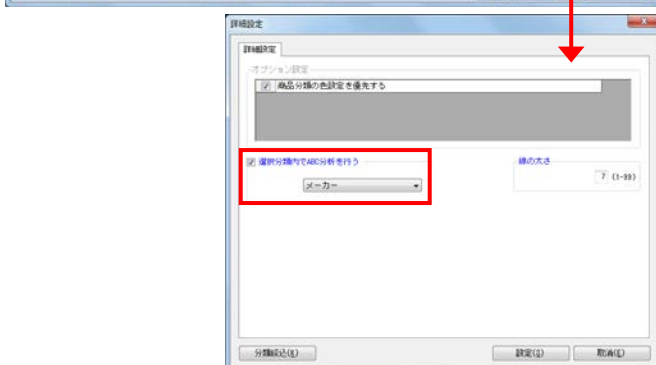 詳細設定
詳細設定
オプション設定
商品分類の色設定を優先する
選択分類内でABC分析を行う
メーカー
線の太さ
7 (1-99)
分類絞込(K)
設定(S)
取消(E)